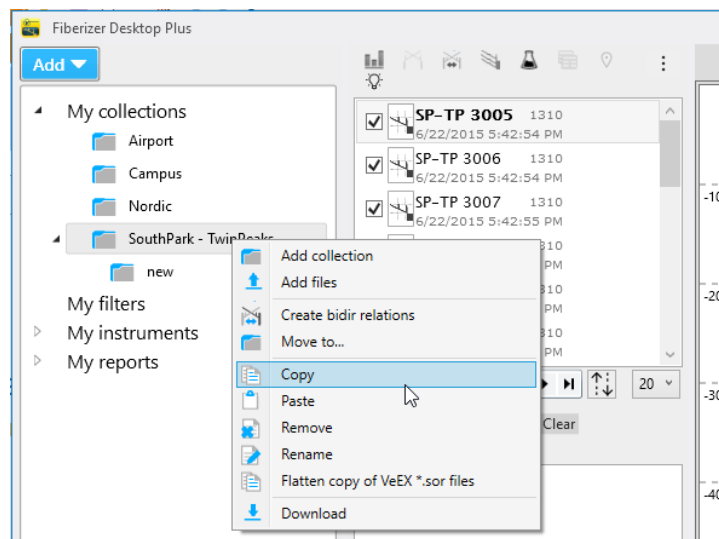 Fiberizer Desktop Plus
Add
My collections
Airport
Campus
Nordic
SouthPark - TwinPeaks
new
My filters
My instruments
My reports
SP-TP 3005 1310
6/22/2015 5:42:54 PM
SP-TP 3006 1310
6/22/2015 5:42:54 PM
SP-TP 3007 1310
6/22/2015 5:42:55 PM
310
PM
310
PM
310
PM
20
Clear
Add collection
Add files
Create bidir relations
Move to...
Copy
Paste
Remove
Rename
Flatten copy of VeEX *.sor files
Download
-10
-20
-30
-40